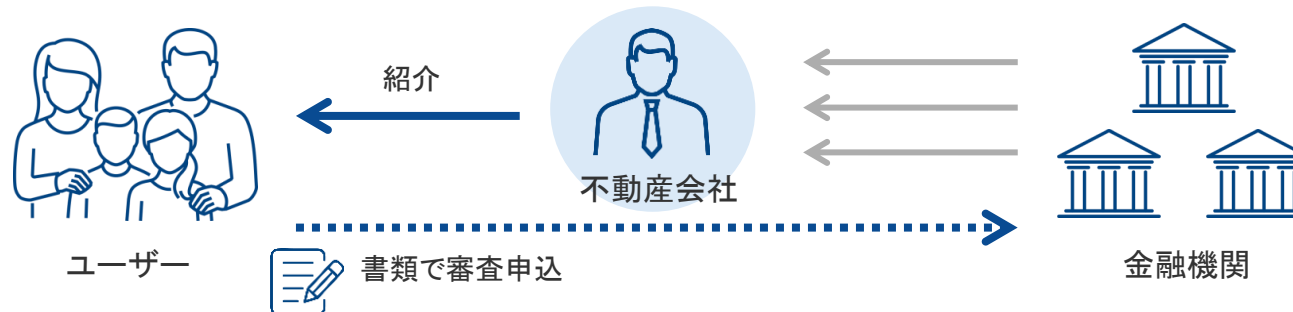 紹介
不動産会社
ユーザー
書類で審査申込
金融機関